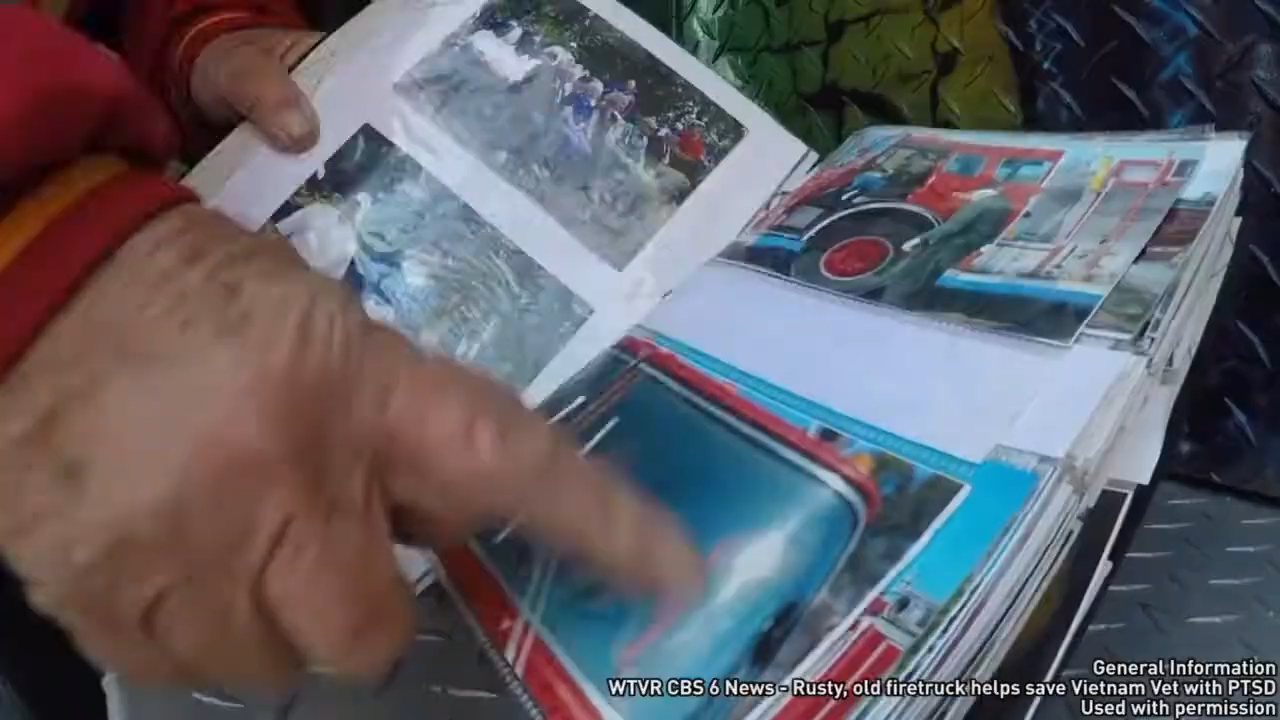 General Information
WTVR CBS 6 News - Rusty, old firetruck helps save Vietnam Vet with PTSD
Used with permission